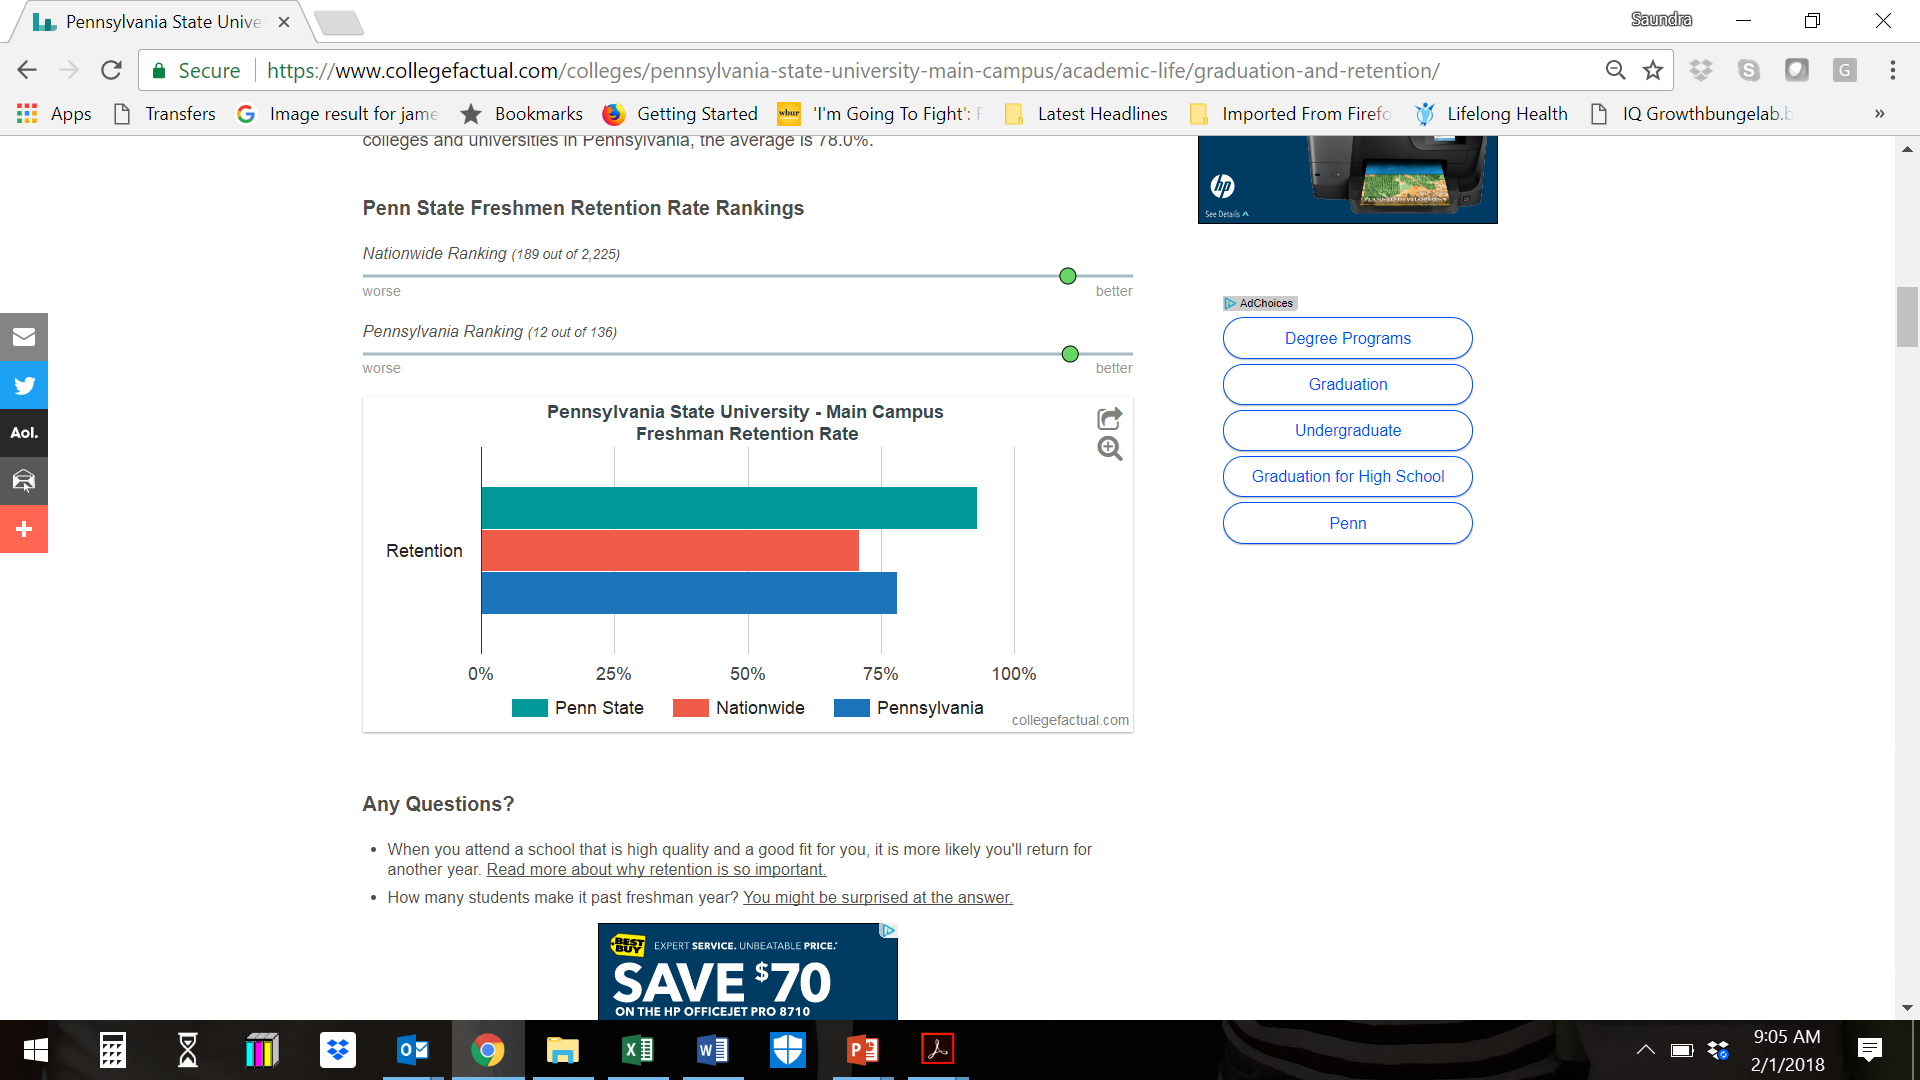 Pennsylvania State Unive
Saundra
Secure
https://www.collegefactual.com/colleges/pennsylvania-state-university-main-campus/academic-life/graduation-and-retention/
Apps
Transfers
Image result for jame
Bookmarks
Getting Started
wbur
'I'm Going To Fight': F
Latest Headlines
Imported From Firefo
Lifelong Health
IQ Growthbungelab.b
colleges and universities in Pennsylvania, the average is 78.0%.
hp
See Details
PLANNED DEVELOPMENT
Penn State Freshmen Retention Rate Rankings
Nationwide Ranking (189 out of 2,225)
worse
better
Pennsylvania Ranking (12 out of 136)
worse
better
AdChoices
Degree Programs
Graduation
Undergraduate
Graduation for High School
Penn
Aol.
Pennsylvania State University - Main Campus
Freshman Retention Rate
Retention
0% 25% 50% 75% 100%
Penn State Nationwide Pennsylvania
collegefactual.com
Any Questions?
When you attend a school that is high quality and a good fit for you, it is more likely you'll return for
another year. Read more about why retention is so important.
How many students make it past freshman year? You might be surprised at the answer.
BEST BUY
EXPERT SERVICE. UNBEATABLE PRICE.*
SAVE $70
ON THE HP OFFICEJET PRO 8710
9:05 AM
2/1/2018